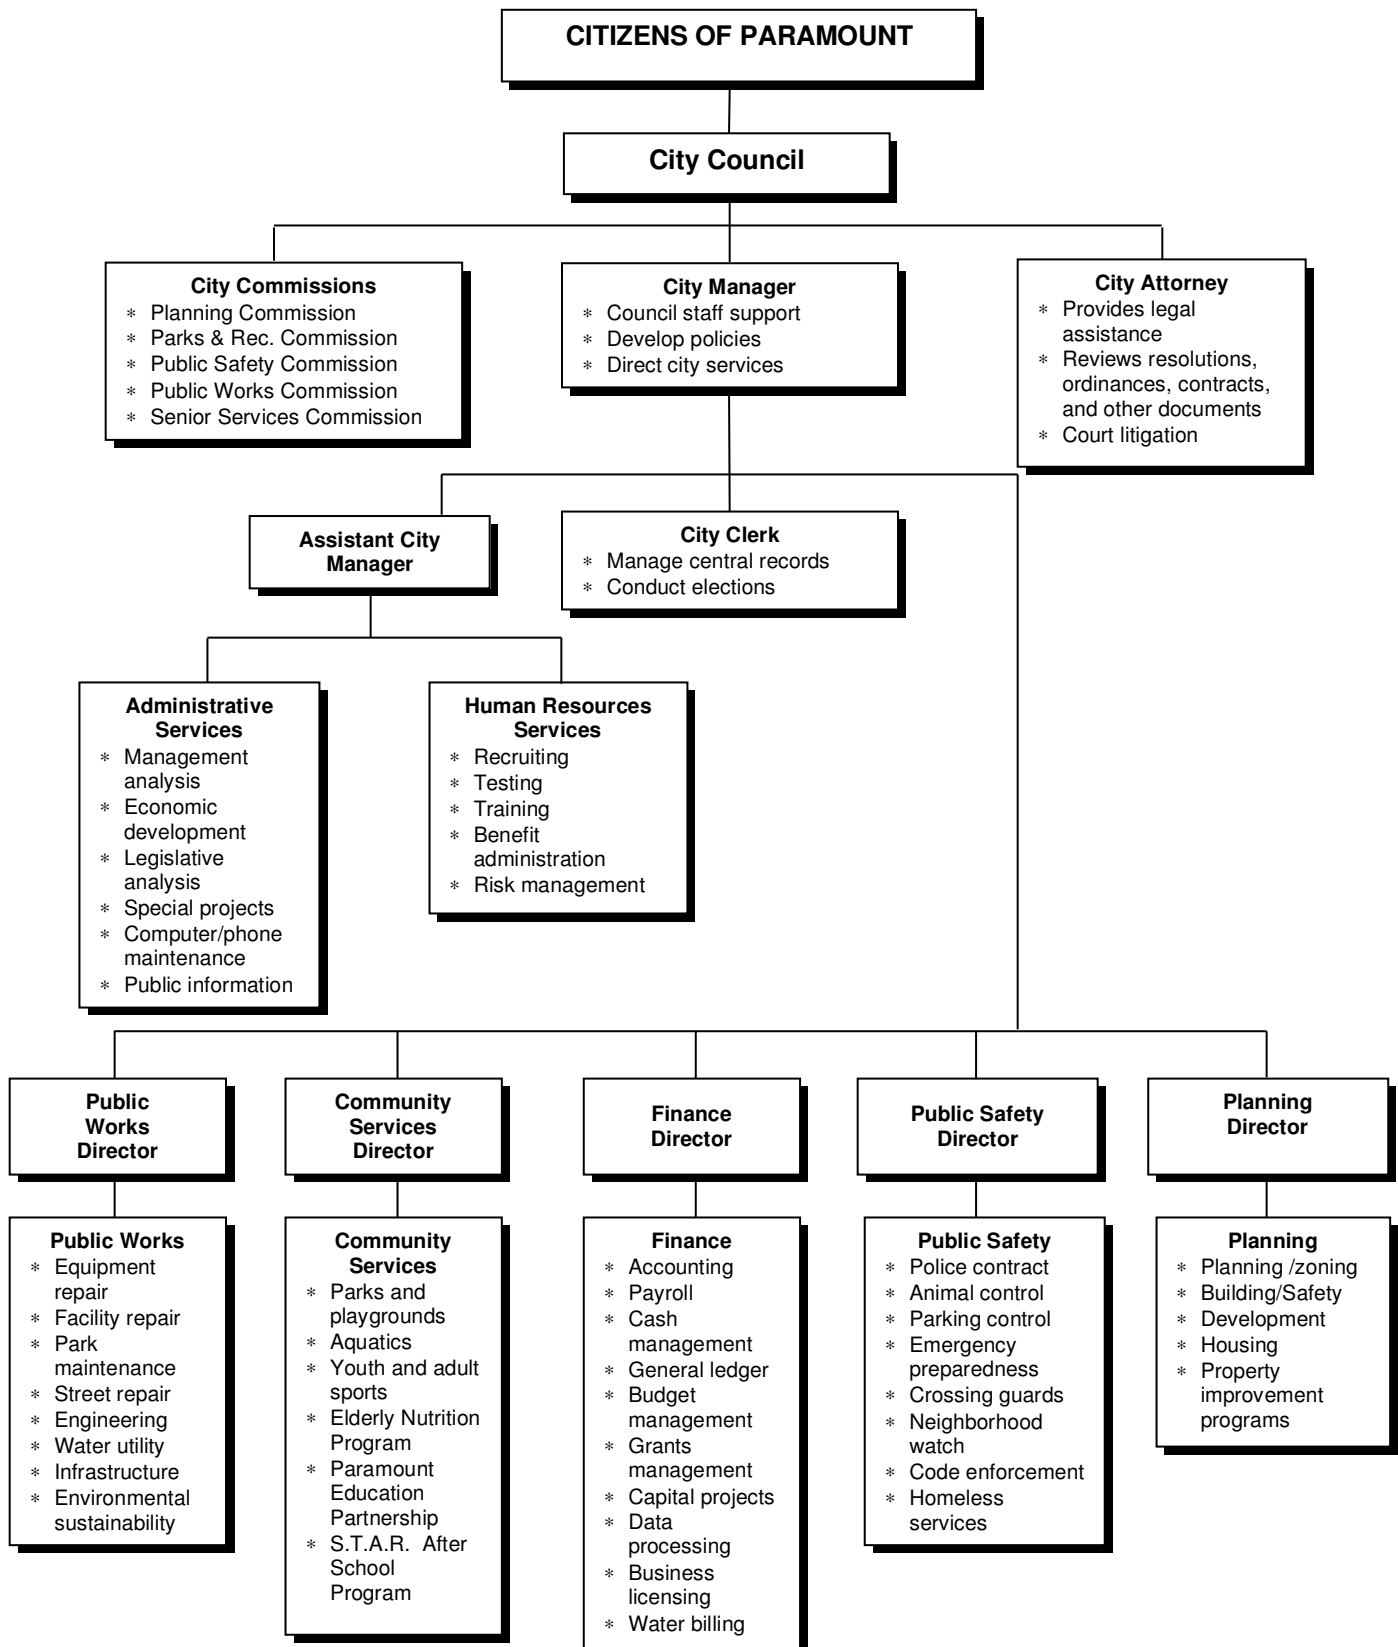 CITIZENS OF PARAMOUNT
City Council
City Commissions
* Planning Commission
* Parks & Rec. Commission
* Public Safety Commission
* Public Works Commission
* Senior Services Commission
City Manager
* Council staff support
* Develop policies
* Direct city services
City Attorney
* Provides legal
assistance
* Reviews resolutions,
ordinances, contracts,
and other documents
* Court litigation
Assistant City
Manager
City Clerk
* Manage central records
* Conduct elections
Administrative
Services
* Management
analysis
* Economic
development
* Legislative
analysis
* Special projects
* Computer/phone
maintenance
* Public information
Human Resources
Services
* Recruiting
* Testing
* Training
* Benefit
administration
* Risk management
Public
Works
Director
Community
Services
Director
Finance
Director
Public Safety
Director
Planning
Director
Public Works
* Equipment
repair
* Facility repair
* Park
maintenance
* Street repair
* Engineering
* Water utility
* Infrastructure
* Environmental
sustainability
Community
Services
* Parks and
playgrounds
* Aquatics
* Youth and adult
sports
* Elderly Nutrition
Program
* Paramount
Education
Partnership
* S.T.A.R. After
School
Program
Finance
* Accounting
* Payroll
* Cash
management
* General ledger
* Budget
management
* Grants
management
* Capital projects
* Data
processing
* Business
licensing
* Water billing
Public Safety
* Police contract
* Animal control
* Parking control
* Emergency
preparedness
* Crossing guards
* Neighborhood
watch
* Code enforcement
* Homeless
services
Planning
* Planning /zoning
* Building/Safety
* Development
* Housing
* Property
improvement
programs